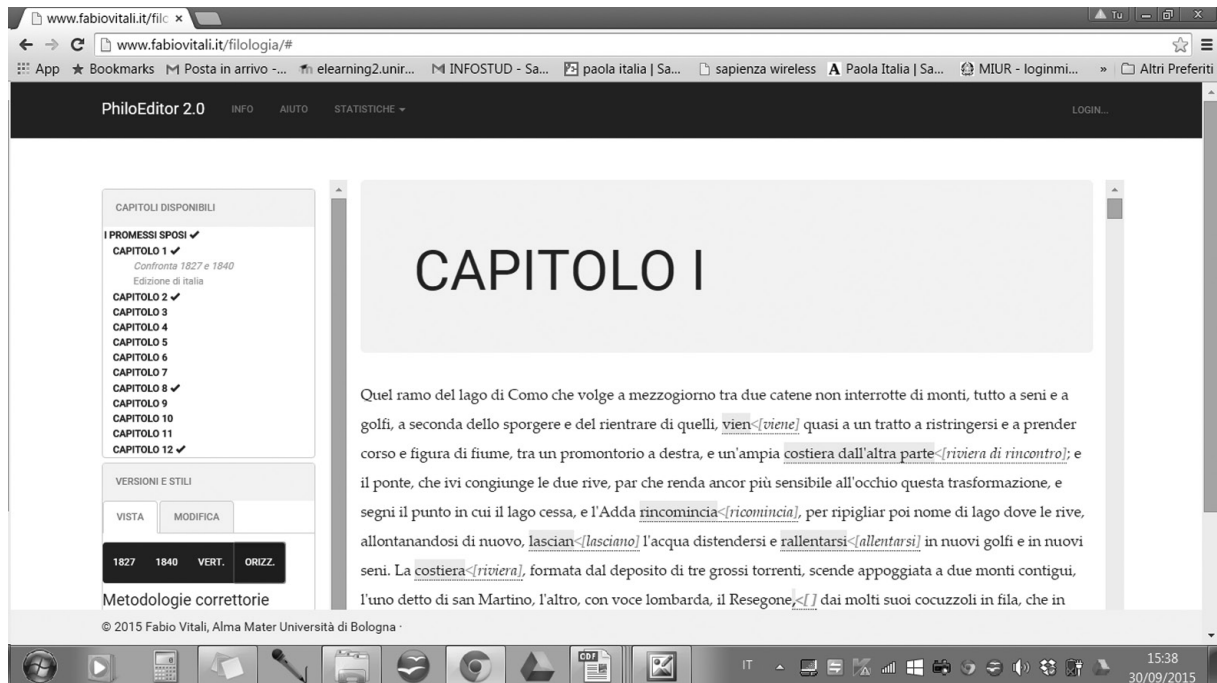 www.fabiovitali.it/filc ×
Tu
www.fabiovitali.it/filologia/#
App Bookmarks Posta in arrivo -... elearning2.unir... INFOSTUD - Sa... paola italia | Sa... sapienza wireless Paola Italia | Sa... MIUR - loginmi... » Altri Preferiti
PhiloEditor 2.0 INFO AIUTO STATISTICHE LOGIN...
CAPITOLI DISPONIBILI
I PROMESSI SPOSI ✔
CAPITOLO 1 ✔
Confronta 1827 e 1840
Edizione di italia
CAPITOLO 2 ✔
CAPITOLO 3
CAPITOLO 4
CAPITOLO 5
CAPITOLO 6
CAPITOLO 7
CAPITOLO 8 ✔
CAPITOLO 9
CAPITOLO 10
CAPITOLO 11
CAPITOLO 12 ✔
VERSIONI E STILI
VISTA MODIFICA
1827 1840 VERT. ORIZZ.
Metodologie correttorie
CAPITOLO I
Quel ramo del lago di Como che volge a mezzogiorno tra due catene non interrotte di monti, tutto a seni e a
golfi, a seconda dello sporgere e del rientrare di quelli, vien<[viene] quasi a un tratto a ristringersi e a prender
corso e figura di fiume, tra un promontorio a destra, e un'ampia costiera dall'altra parte<[riviera di rincontro]; e
il ponte, che ivi congiunge le due rive, par che renda ancor più sensibile all'occhio questa trasformazione, e
segni il punto in cui il lago cessa, e l'Adda rincomincia<[ricomincia], per ripigliar poi nome di lago dove le rive,
allontanandosi di nuovo, lascian<[lasciano] l'acqua distendersi e rallentarsi<[allentarsi] in nuovi golfi e in nuovi
seni. La costiera<[riviera], formata dal deposito di tre grossi torrenti, scende appoggiata a due monti contigui,
l'uno detto di san Martino, l'altro, con voce lombarda, il Resegone,<[ ] dai molti suoi cocuzzoli in fila, che in
© 2015 Fabio Vitali, Alma Mater Università di Bologna ·
CDF
IT
15:38
30/09/2015